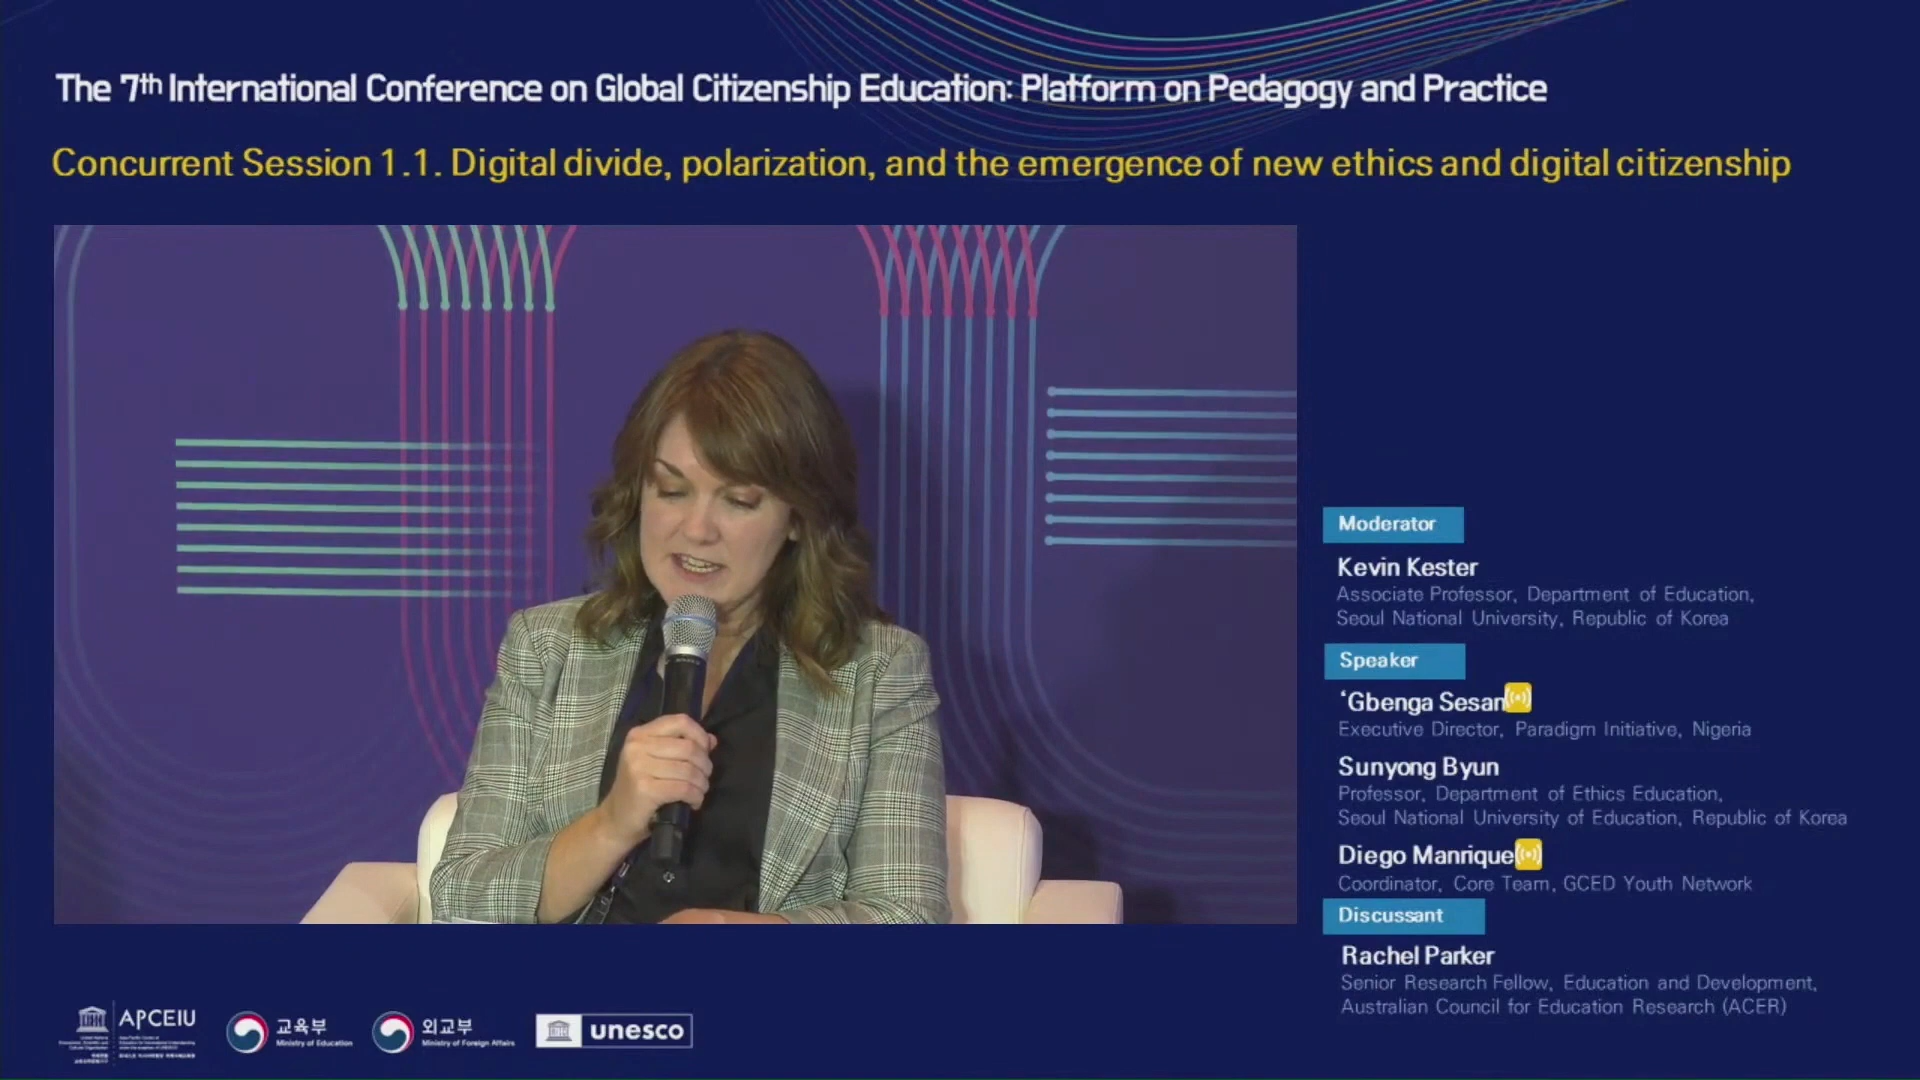 The 7th International Conference on Global Citizenship Education: Platform on Pedagogy and Practice
Concurrent Session 1.1. Digital divide, polarization, and the emergence of new ethics and digital citizenship
Moderator
Kevin Kester
Associate Professor, Department of Education,
Seoul National University, Republic of Korea
Speaker
‘Gbenga Sesan
Executive Director, Paradigm Initiative, Nigeria
Sunyong Byun
Professor, Department of Ethics Education,
Seoul National University of Education, Republic of Korea
Diego Manrique
Coordinator, Core Team, GCED Youth Network
Discussant
Rachel Parker
Senior Research Fellow, Education and Development,
Australian Council for Education Research (ACER)
APCEIU
교육부
Ministry of Education
외교부
Ministry of Foreign Affairs
unesco